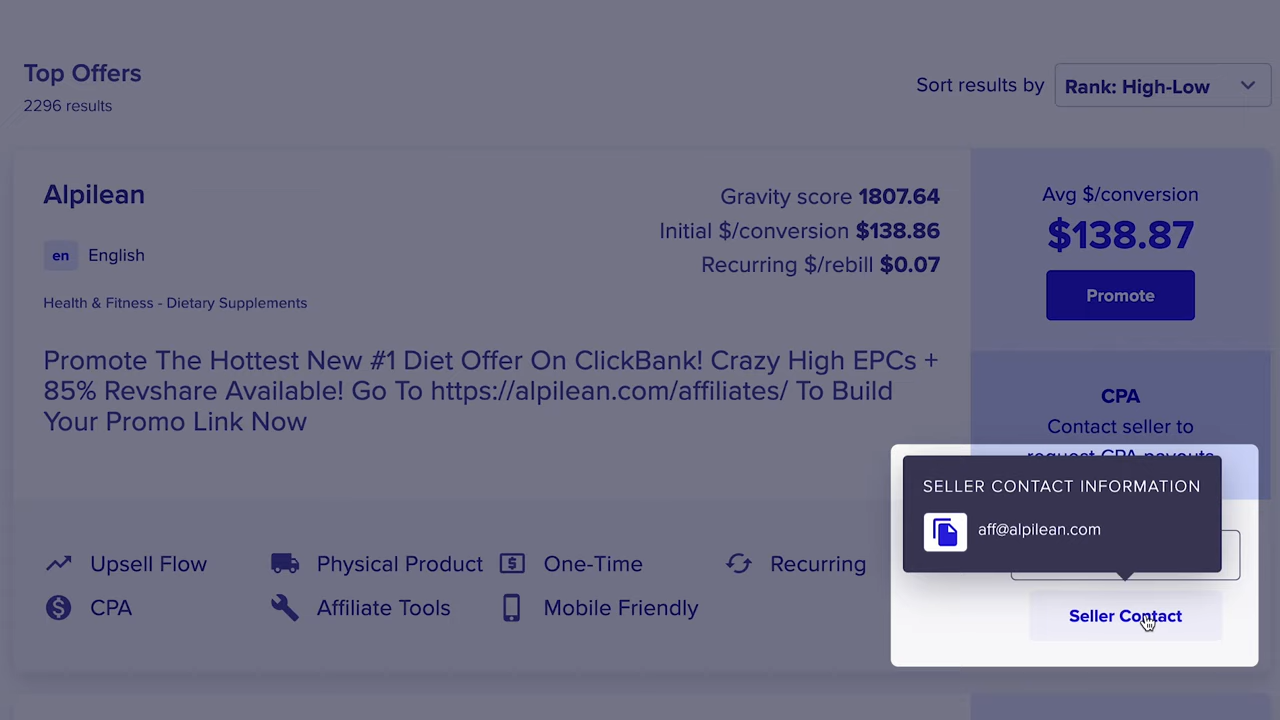 Top Offers
2296 results
Sort results by
Rank: High-Low
Alpilean
en
English
Health & Fitness - Dietary Supplements
Gravity score 1807.64
Initial $/conversion $138.86
Recurring $/rebill $0.07
Promote The Hottest New #1 Diet Offer On ClickBank! Crazy High EPCs +
85% Revshare Available! Go To https://alpilean.com/affiliates/ To Build
Your Promo Link Now
Avg $/conversion
$138.87
Promote
CPA
Contact seller to
request CPA payouts
SELLER CONTACT INFORMATION
aff@alpilean.com
Seller Contact
Upsell Flow
Physical Product
One-Time
Recurring
CPA
Affiliate Tools
Mobile Friendly